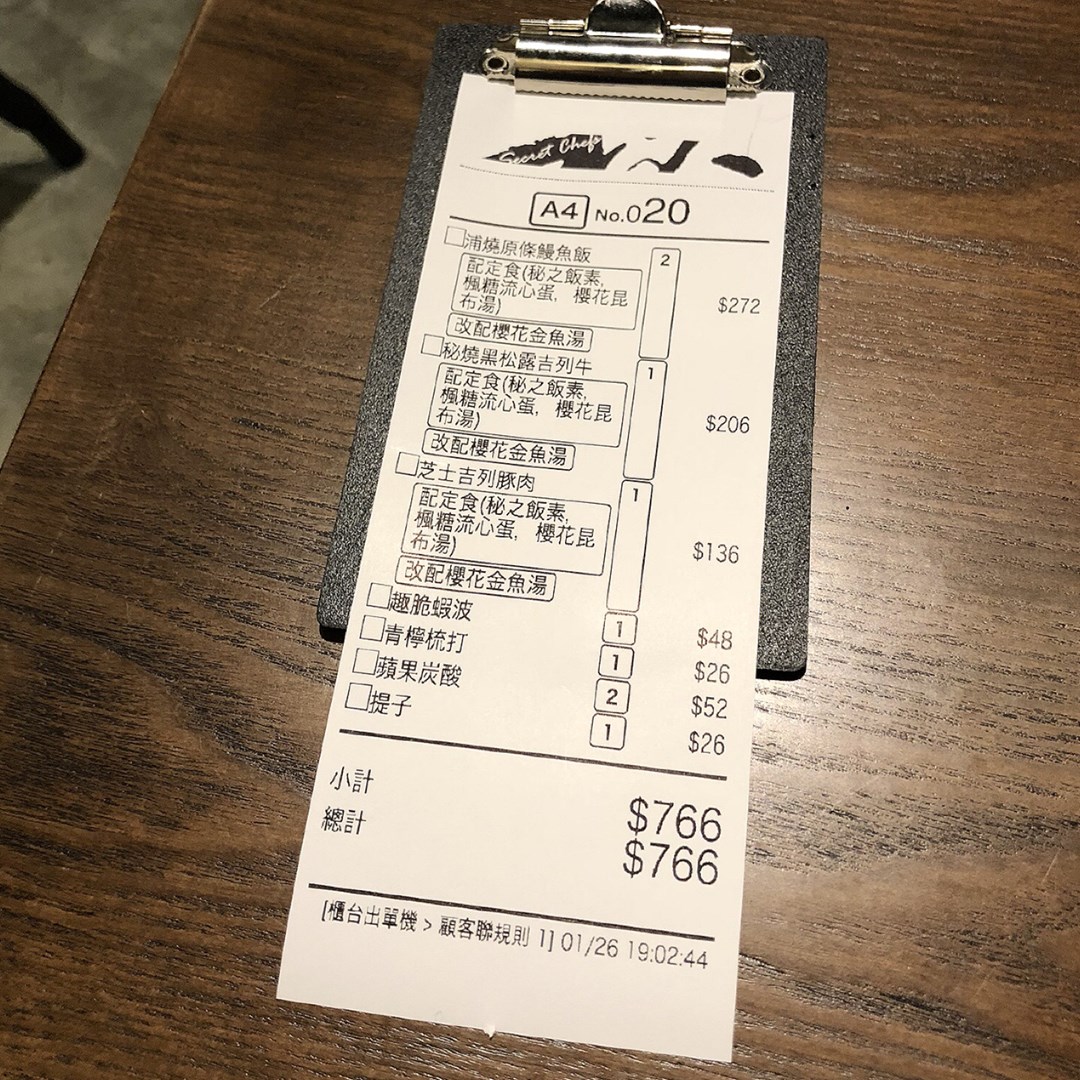 Secret Chef
A4 No.020
浦燒原條鰻魚飯 2 $272
配定食(秘之飯素,
楓糖流心蛋, 櫻花昆
布湯)
改配櫻花金魚湯
秘燒黑松露吉列牛 1 $206
配定食(秘之飯素,
楓糖流心蛋, 櫻花昆
布湯)
改配櫻花金魚湯
芝士吉列豚肉 1 $136
配定食(秘之飯素,
楓糖流心蛋, 櫻花昆
布湯)
改配櫻花金魚湯
趣脆蝦波 1 $48
青檸梳打 1 $26
蘋果炭酸 2 $52
提子 1 $26
小計 $766
總計 $766
[櫃台出單機 > 顧客聯規則 1] 01/26 19:02:44